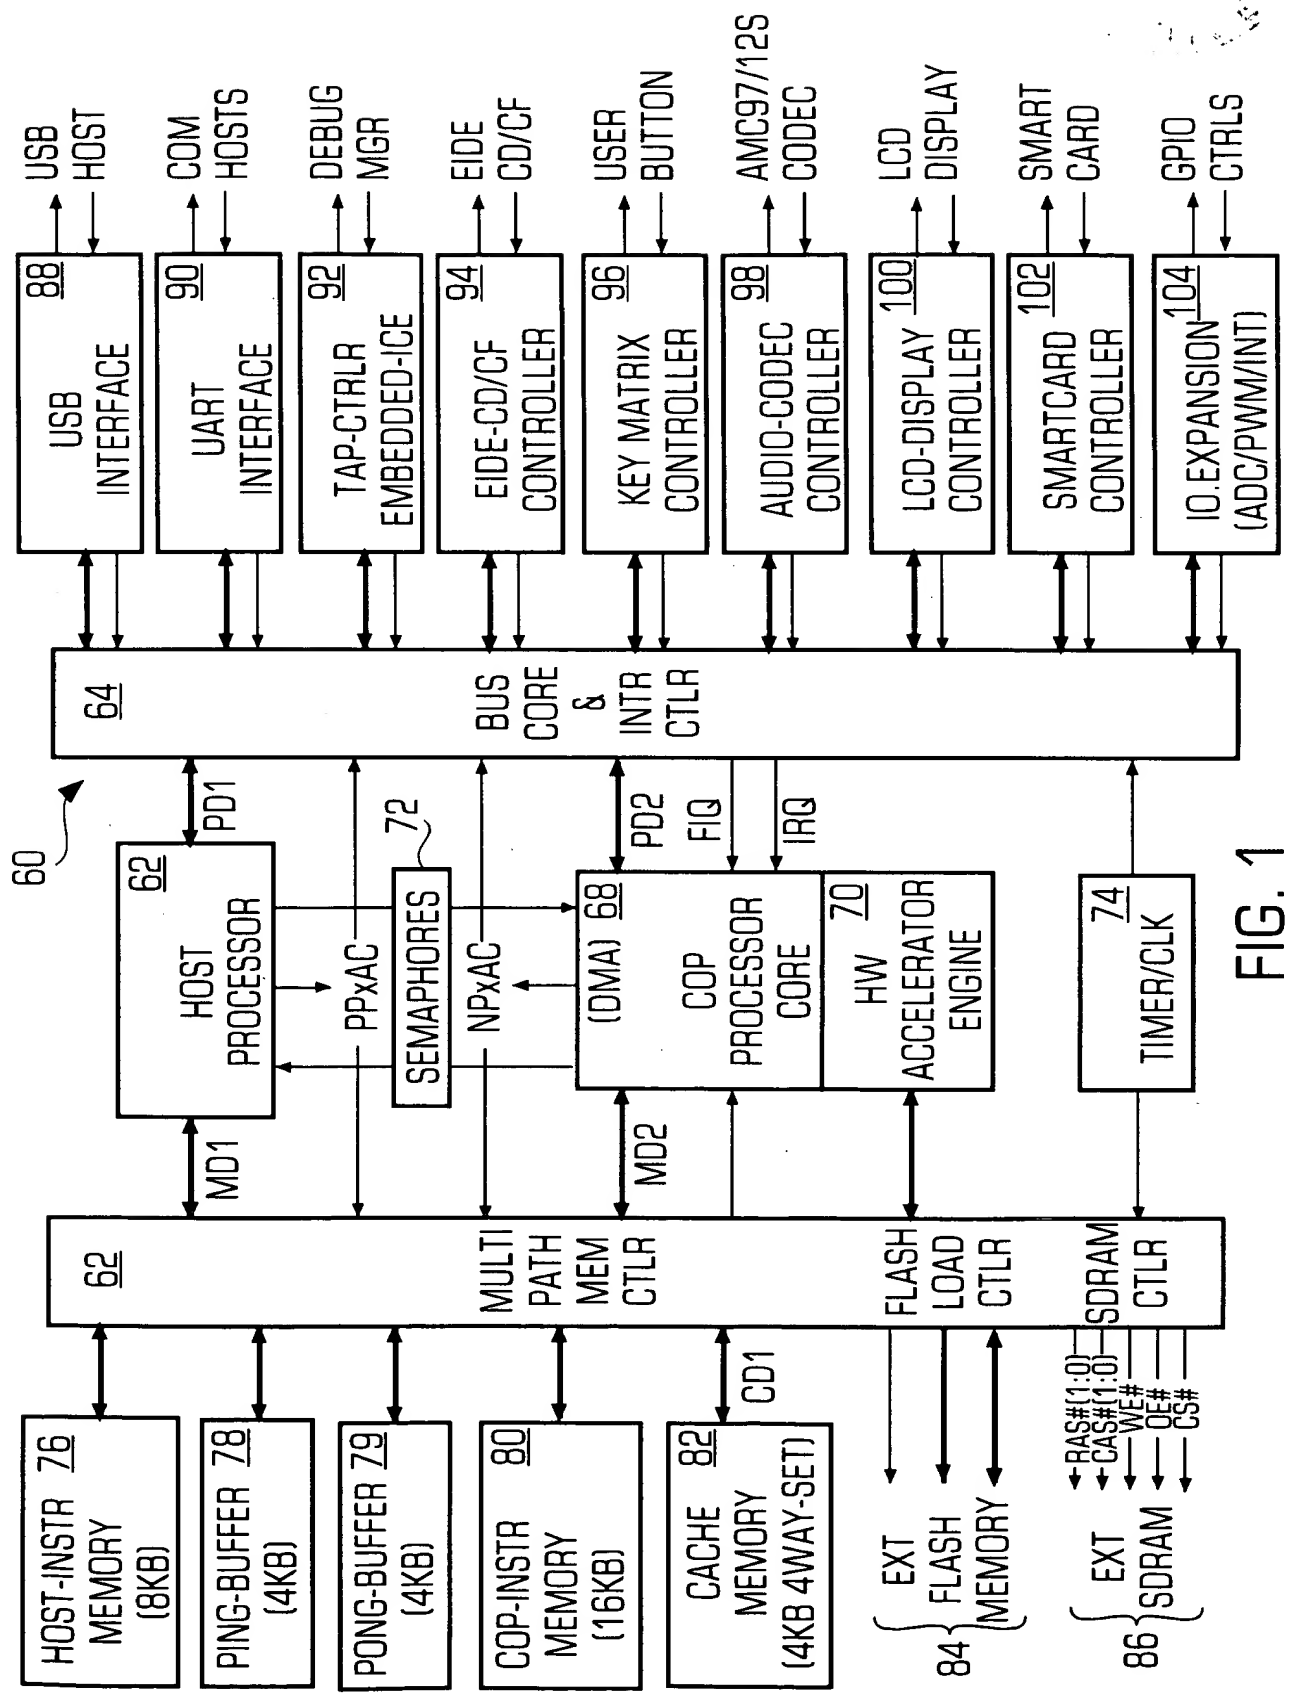 60
HOST-INSTR 76
MEMORY
(8KB)
PING-BUFFER 78
(4KB)
PONG-BUFFER 79
(4KB)
COP-INSTR 80
MEMORY
(16KB)
CACHE 82
MEMORY
(4KB 4WAY-SET)
EXT
FLASH
MEMORY
84
EXT
SDRAM
86
CD1
RAS#(1:0)
CAS#(1:0)
WE#
OE#
CS#
62
MULTI
PATH
MEM
CTLR
FLASH
LOAD
CTLR
SDRAM
CTLR
MD1
MD2
HOST 62
PROCESSOR
PPxAC
SEMAPHORES
72
NPxAC
(DMA) 68
COP
PROCESSOR
CORE
HW 70
ACCELERATOR
ENGINE
74
TIMER/CLK
PD1
PD2
FIQ
IRQ
64
BUS
CORE
&
INTR
CTLR
USB 88
INTERFACE
USB
HOST
UART 90
INTERFACE
COM
HOSTS
TAP-CTRLR 92
EMBEDDED-ICE
DEBUG
MGR
EIDE-CD/CF 94
CONTROLLER
EIDE
CD/CF
KEY MATRIX 96
CONTROLLER
USER
BUTTON
AUDIO-CODEC 98
CONTROLLER
AMC97/12S
CODEC
LCD-DISPLAY 100
CONTROLLER
LCD
DISPLAY
SMARTCARD 102
CONTROLLER
SMART
CARD
IO.EXPANSION 104
(ADC/PWM/INT)
GPIO
CTRLS
FIG. 1